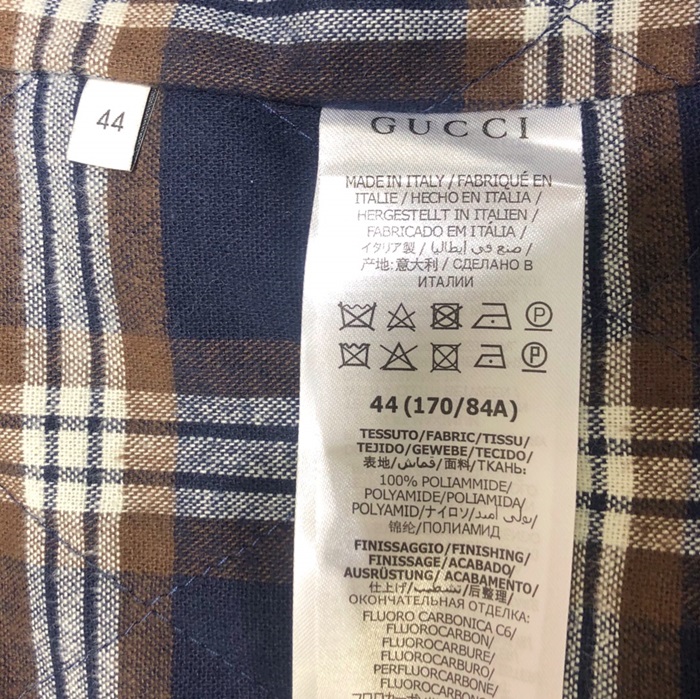 44
GUCCI
MADE IN ITALY / FABRIQUÉ EN
ITALIE / HECHO EN ITALIA /
HERGESTELLT IN ITALIEN /
FABRICADO EM ITÁLIA /
イタリア製 / صنع في إيطاليا /
产地: 意大利 / СДЕЛАНО В
ИТАЛИИ
P
P
44 (170/84A)
TESSUTO/FABRIC/TISSU/
TEJIDO/GEWEBE/TECIDO/
表地/قماش/面料/ТКАНЬ:
100% POLIAMMIDE/
POLYAMIDE/POLIAMIDA/
POLYAMID/ナイロン/بولي أميد/
锦纶/ПОЛИАМИД
FINISSAGGIO/FINISHING/
FINISSAGE/ACABADO/
AUSRÜSTUNG/ ACABAMENTO/
仕上げ/تشطيب/后整理/
ОКОНЧАТЕЛЬНАЯ ОТДЕЛКА:
FLUORO CARBONICA C6/
FLUOROCARBON/
FLUOROCARBURE/
FLUOROCARBURO/
PERFLUORCARBONE/
FLUOROCARBON/